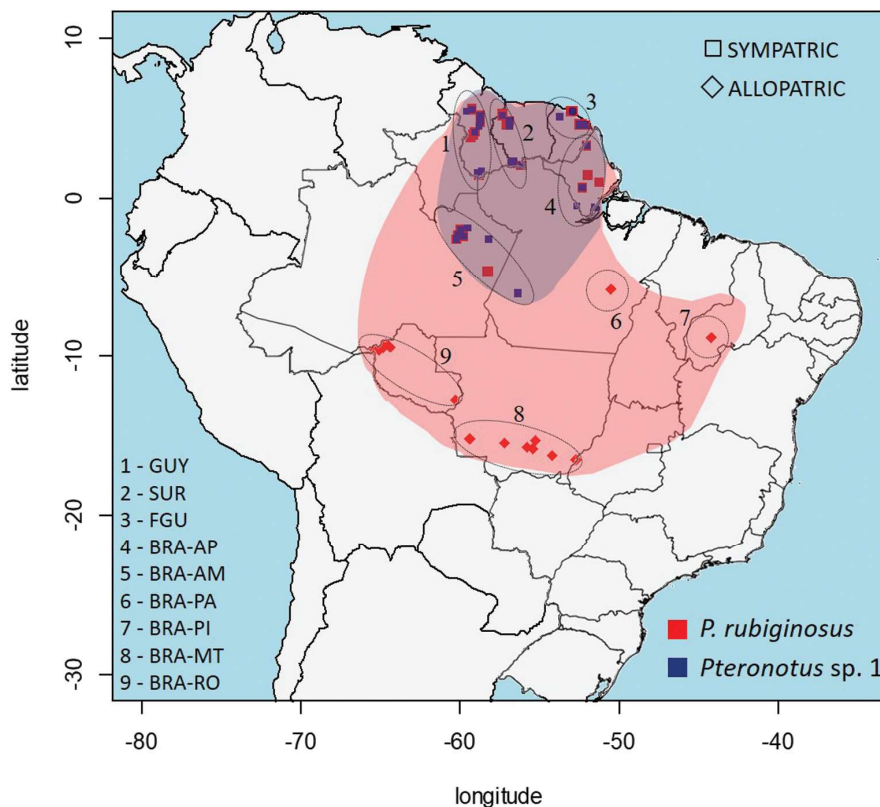 10
0
-10
-20
-30
latitude
SYMPATRIC
ALLOPATRIC
1
2
3
4
5
6
7
8
9
1 - GUY
2 - SUR
3 - FGU
4 - BRA-AP
5 - BRA-AM
6 - BRA-PA
7 - BRA-PI
8 - BRA-MT
9 - BRA-RO
P. rubiginosus
Pteronotus sp. 1
-80
-70
-60
-50
-40
longitude